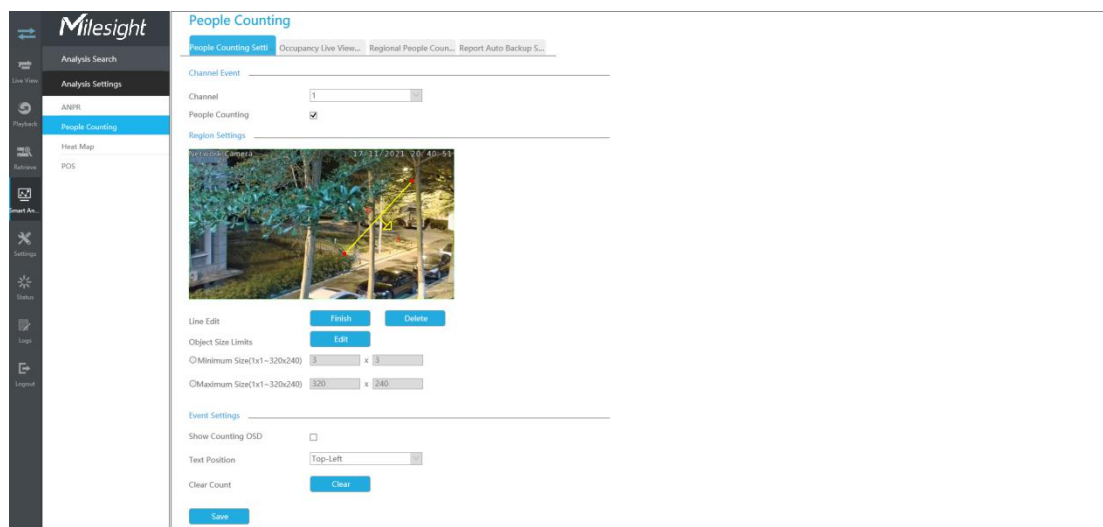 Milesight
People Counting
People Counting Setti
Occupancy Live View...
Regional People Coun...
Report Auto Backup S...
Live View
Playback
Retrieve
Smart An...
Settings
Status
Logs
Logout
Analysis Search
Analysis Settings
ANPR
People Counting
Heat Map
POS
Channel Event
Channel 1
People Counting
Region Settings
Network Camera 17/11/2021 20:40:51
Line Edit Finish Delete
Object Size Limits Edit
Minimum Size(1x1~320x240) 3 x 3
Maximum Size(1x1~320x240) 320 x 240
Event Settings
Show Counting OSD
Text Position Top-Left
Clear Count Clear
Save